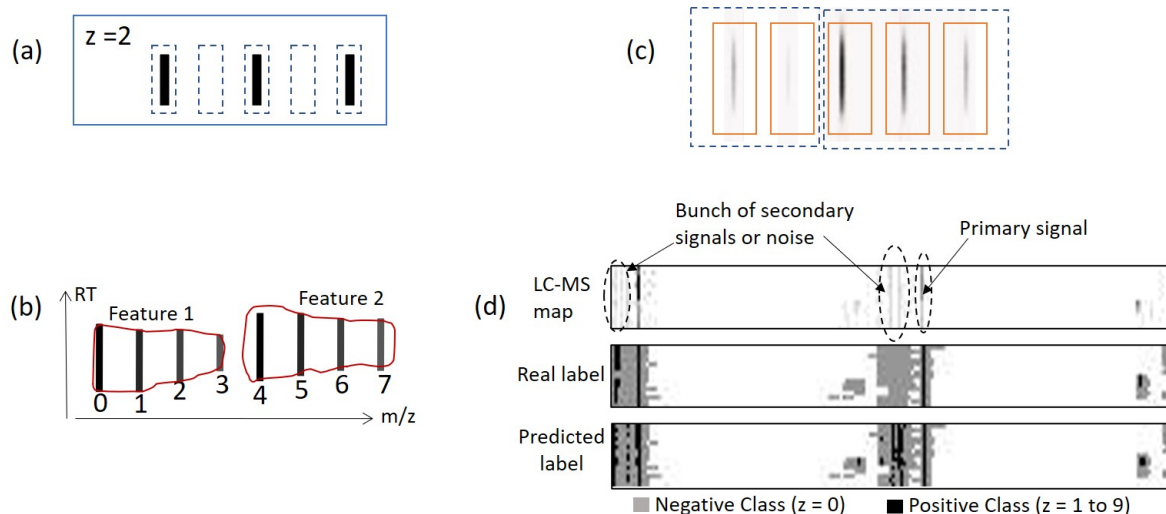 (a)
z =2
(c)
(b)
RT
Feature 1
Feature 2
0 1 2 3 4 5 6 7
m/z
Bunch of secondary
signals or noise
Primary signal
(d)
LC-MS
map
Real label
Predicted
label
Negative Class (z = 0)
Positive Class (z = 1 to 9)